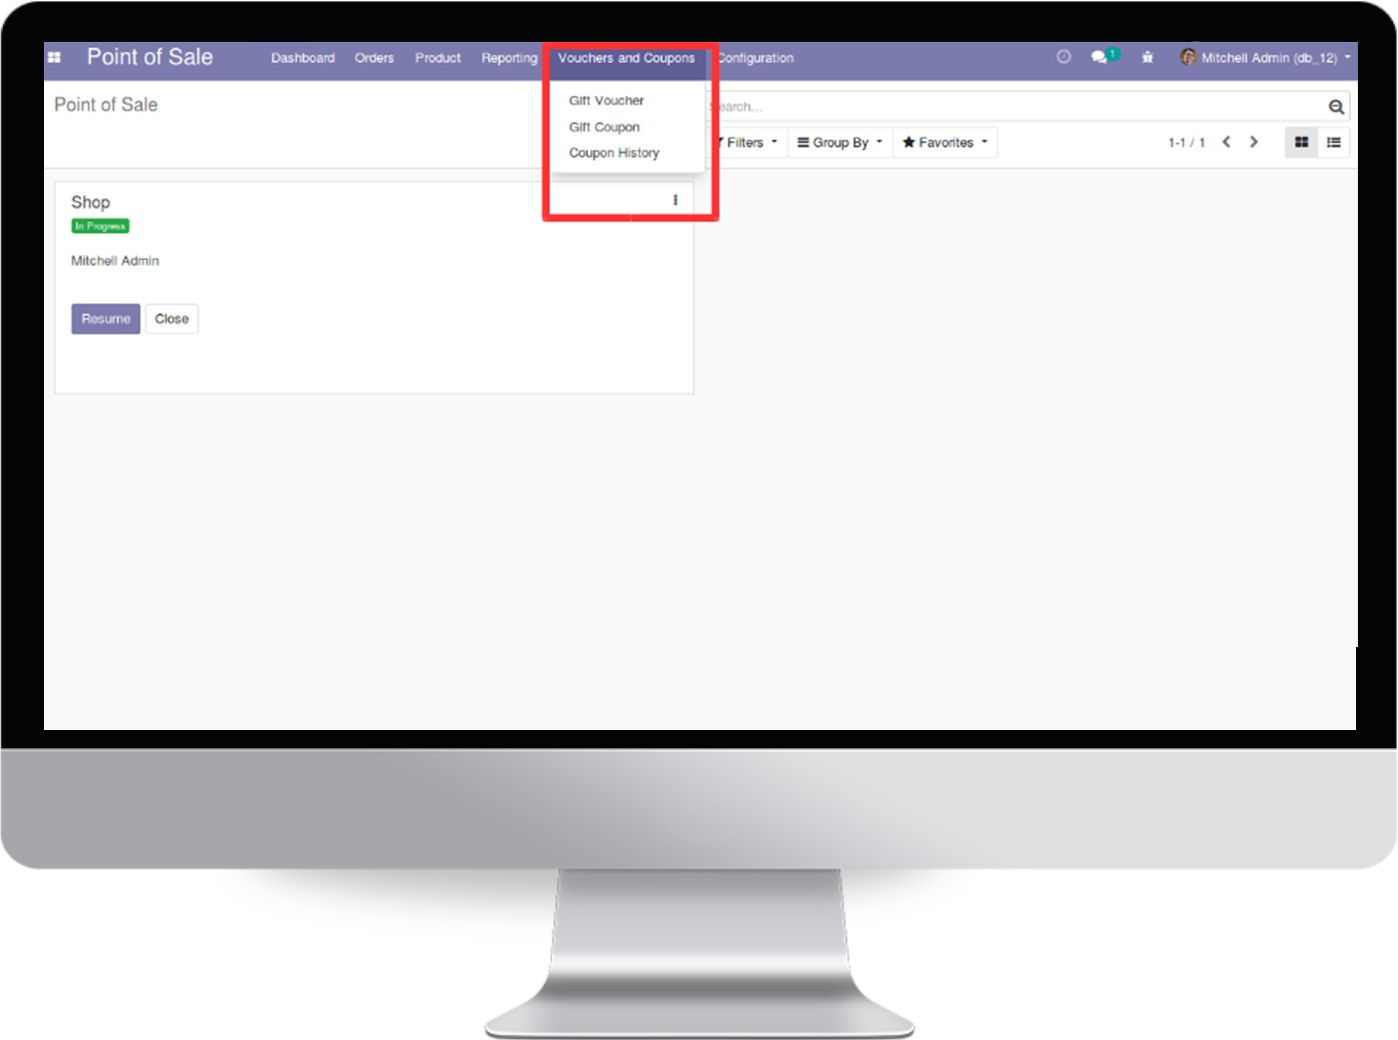 Point of Sale Dashboard Orders Product Reporting Vouchers and Coupons Configuration 1 Mitchell Admin (db_12)
Point of Sale
Search...
Gift Voucher
Gift Coupon
Coupon History
Filters Group By Favorites 1-1 / 1
Shop
In Progress
Mitchell Admin
Resume Close